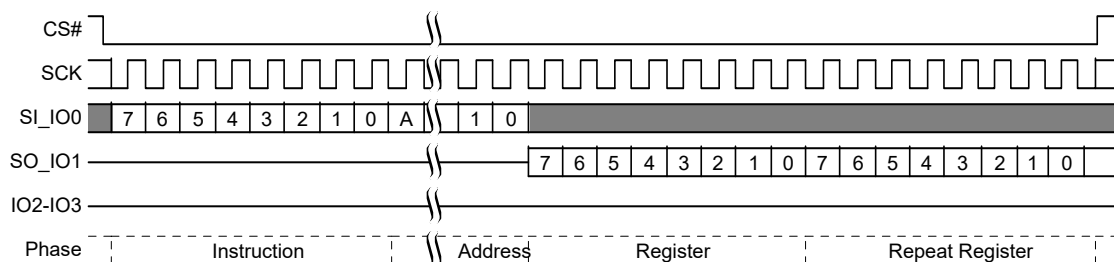 CS#
SCK
SI_IO0 7 6 5 4 3 2 1 0 A 1 0
SO_IO1 7 6 5 4 3 2 1 0 7 6 5 4 3 2 1 0
IO2-IO3
Phase Instruction Address Register Repeat Register